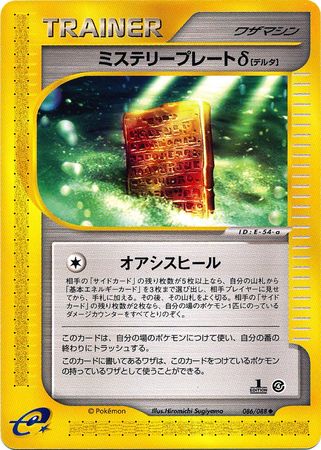 TRAINER
ワザマシン
ミステリープレートδ[デルタ]
ID:E-54-α
オアシスヒール
相手の「サイドカード」の残り枚数が5枚以上なら、自分の山札から
「基本エネルギーカード」を3枚まで選び出し、相手プレイヤーに見せ
てから、手札に加える。その後、その山札をよく切る。相手の「サイド
カード」の残り枚数が2枚なら、自分の場のポケモン1匹にのっている
ダメージカウンターをすべてとりのぞく。
このカードは、自分の場のポケモンにつけて使い、自分の番の
終わりにトラッシュする。
このカードに書いてあるワザは、このカードをつけているポケモン
の持っているワザとして使うことができる。
1
EDITION
e
© Pokémon
Illus. Hiromichi Sugiyama
086/088 ◆